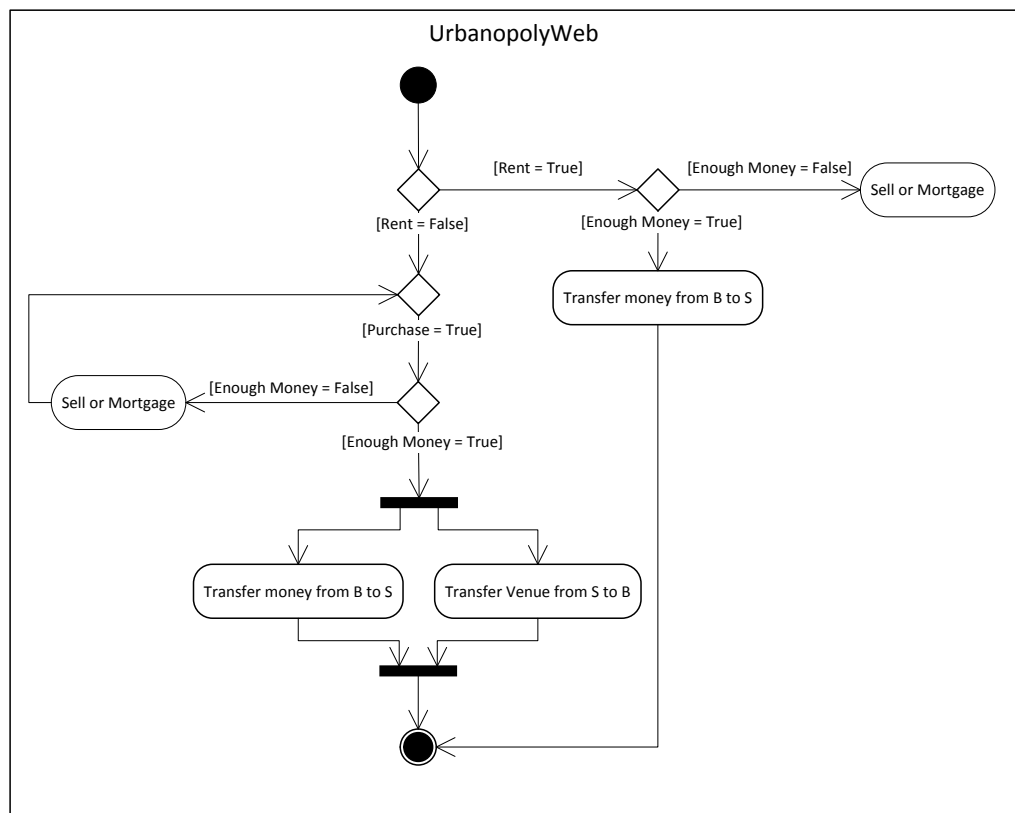 UrbanopolyWeb
[Rent = True]
[Enough Money = False]
Sell or Mortgage
[Rent = False]
[Enough Money = True]
Transfer money from B to S
[Purchase = True]
Sell or Mortgage
[Enough Money = False]
[Enough Money = True]
Transfer money from B to S
Transfer Venue from S to B